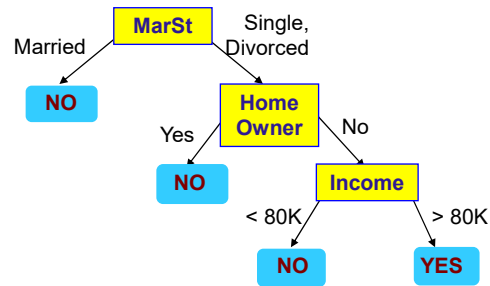 MarSt
Single,
Divorced
Married
NO
Home
Owner
Yes
No
NO
Income
< 80K
> 80K
NO
YES